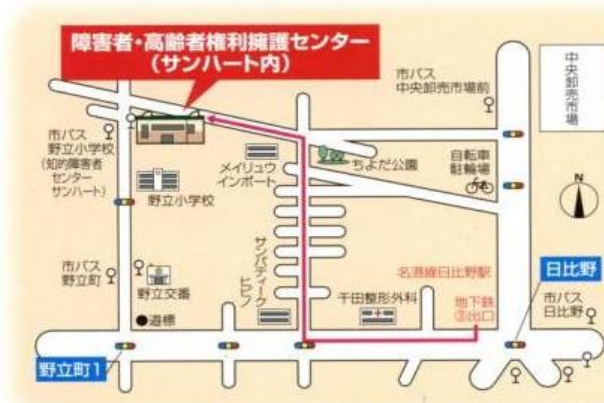 障害者・高齢者権利擁護センター
（サンハート内）
市バス
中央卸売市場前
中央卸売市場
市バス
野立小学校
（知的障害者
センター
サンハート）
野立小学校
メイリュウ
インポート
ちよだ公園
自転車
駐輪場
N
市バス
野立町
野立交番
●道標
サンパティーク
ヒビノ
名港線日比野駅
千田整形外科
地下鉄
③出口
日比野
市バス
日比野
野立町1